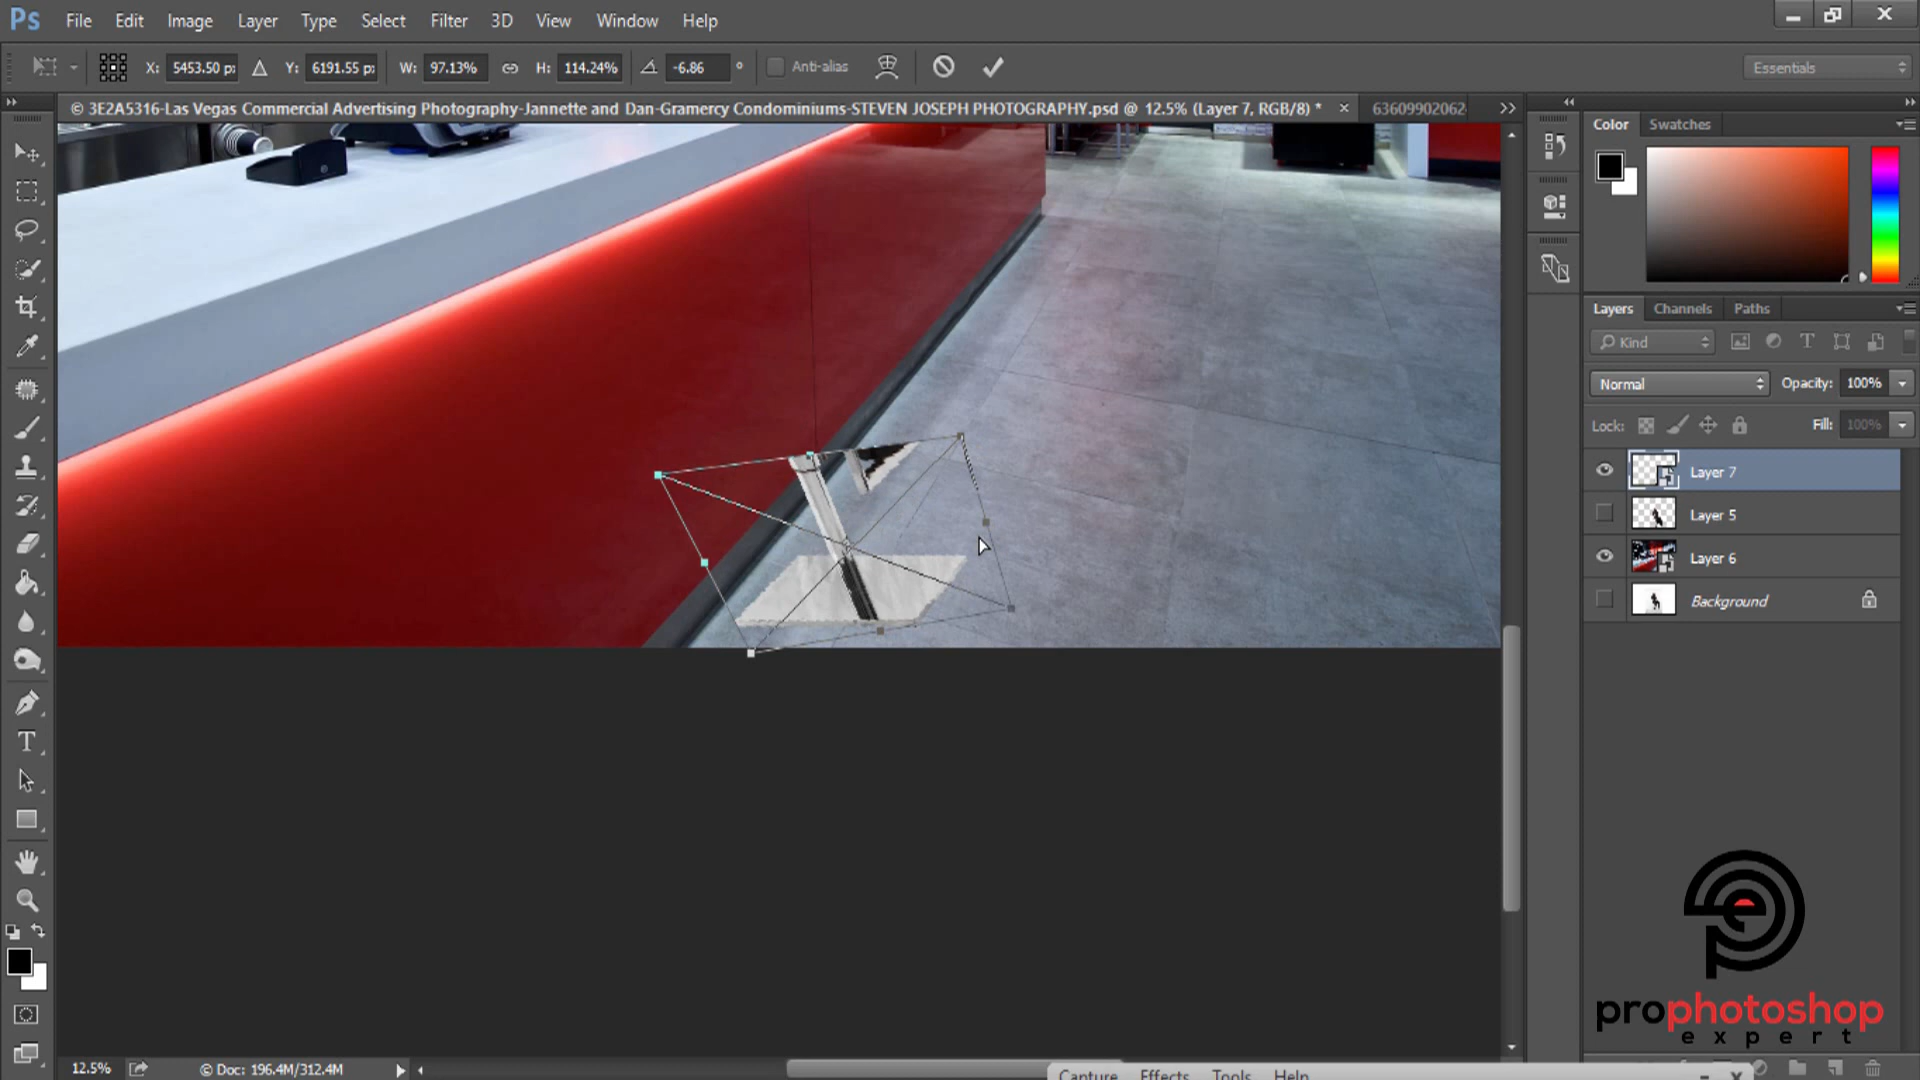 Ps File Edit Image Layer Type Select Filter 3D View Window Help
X: 5453.50 p: Y: 6191.55 p: W: 97.13% H: 114.24% -6.86 ° Anti-alias Essentials
© 3E2A5316-Las Vegas Commercial Advertising Photography-Jannette and Dan-Gramercy Condominiums-STEVEN JOSEPH PHOTOGRAPHY.psd @ 12.5% (Layer 7, RGB/8) * 63609902062
Color Swatches
Layers Channels Paths
Kind
Normal Opacity: 100%
Lock: Fill: 100%
Layer 7
Layer 5
Layer 6
Background
prophotoshop
expert
12.5% © Doc: 196.4M/312.4M
Capture Effects Tools Help